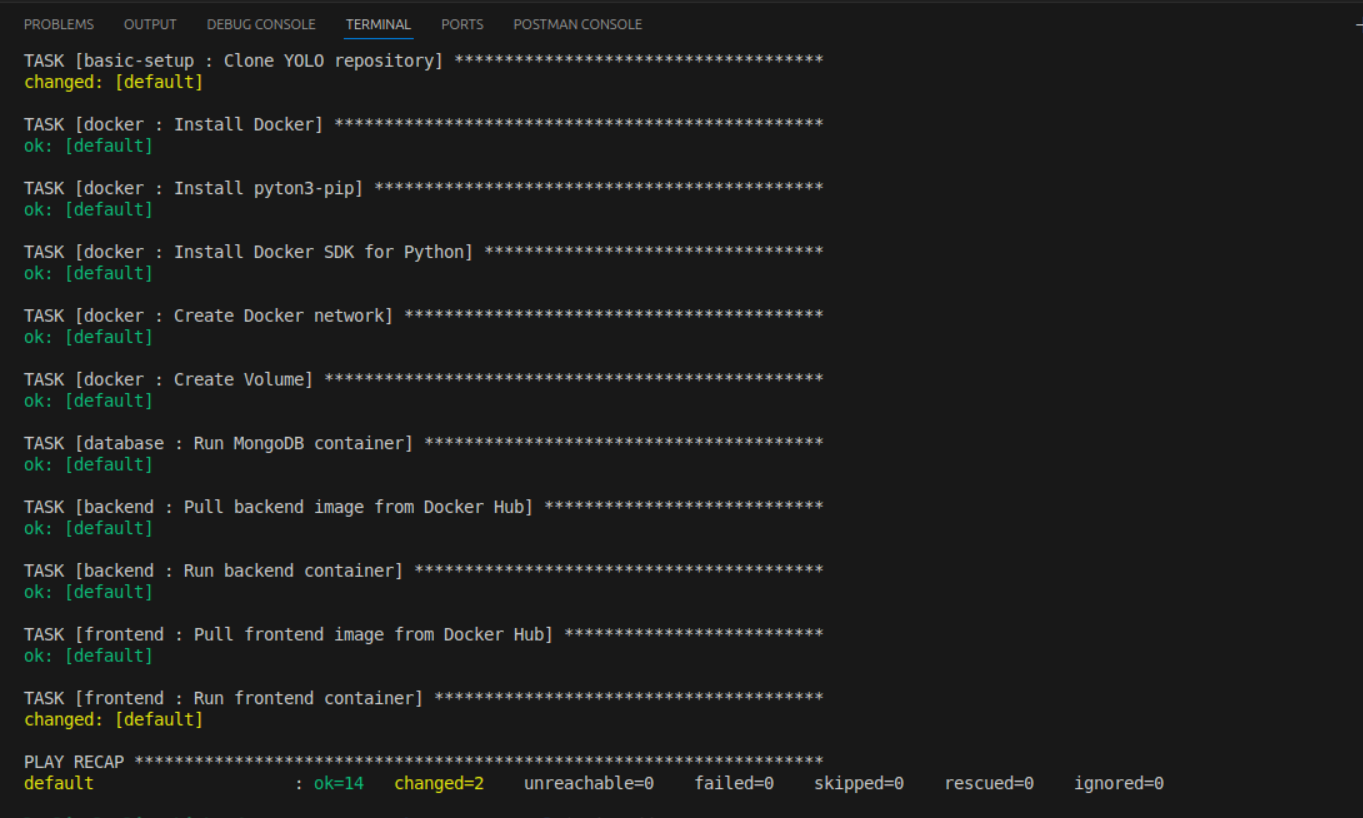 PROBLEMS OUTPUT DEBUG CONSOLE TERMINAL PORTS POSTMAN CONSOLE
TASK [basic-setup : Clone YOLO repository] *************************************
changed: [default]
TASK [docker : Install Docker] *************************************************
ok: [default]
TASK [docker : Install pyton3-pip] *********************************************
ok: [default]
TASK [docker : Install Docker SDK for Python] **********************************
ok: [default]
TASK [docker : Create Docker network] ******************************************
ok: [default]
TASK [docker : Create Volume] **************************************************
ok: [default]
TASK [database : Run MongoDB container] ****************************************
ok: [default]
TASK [backend : Pull backend image from Docker Hub] ****************************
ok: [default]
TASK [backend : Run backend container] *****************************************
ok: [default]
TASK [frontend : Pull frontend image from Docker Hub] **************************
ok: [default]
TASK [frontend : Run frontend container] ***************************************
changed: [default]
PLAY RECAP *********************************************************************
default : ok=14 changed=2 unreachable=0 failed=0 skipped=0 rescued=0 ignored=0